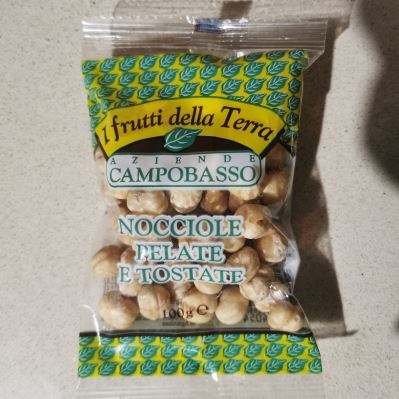 I frutti della Terra
AZIENDE
CAMPOBASSO
NOCCIOLE
PELATE
E TOSTATE
100g e